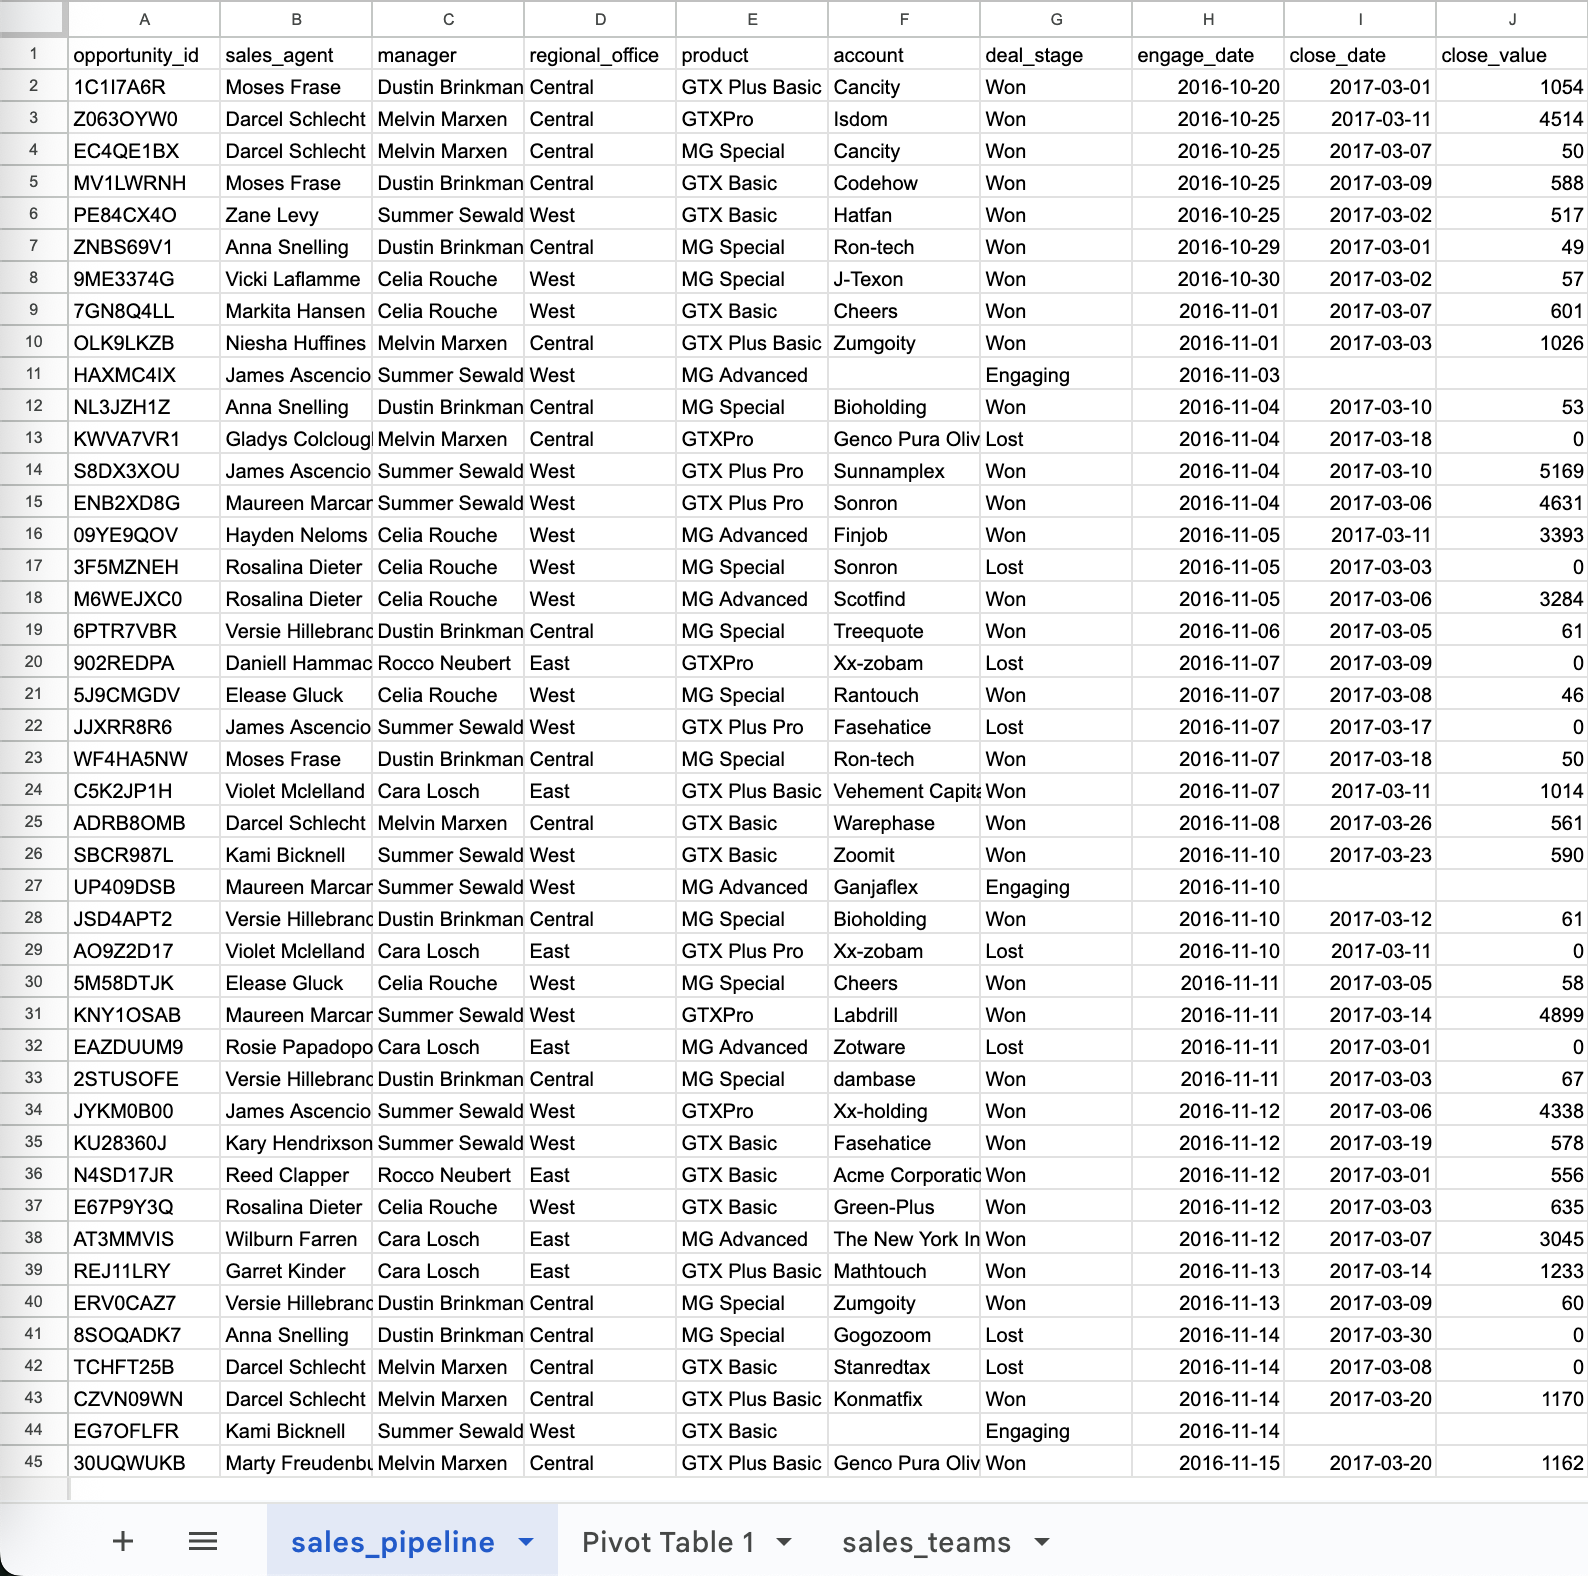 A B C D E F G H I J
1 opportunity_id sales_agent manager regional_office product account deal_stage engage_date close_date close_value
2 1C1I7A6R Moses Frase Dustin Brinkman Central GTX Plus Basic Cancity Won 2016-10-20 2017-03-01 1054
3 Z063OYW0 Darcel Schlecht Melvin Marxen Central GTXPro Isdom Won 2016-10-25 2017-03-11 4514
4 EC4QE1BX Darcel Schlecht Melvin Marxen Central MG Special Cancity Won 2016-10-25 2017-03-07 50
5 MV1LWRNH Moses Frase Dustin Brinkman Central GTX Basic Codehow Won 2016-10-25 2017-03-09 588
6 PE84CX4O Zane Levy Summer Sewald West GTX Basic Hatfan Won 2016-10-25 2017-03-02 517
7 ZNBS69V1 Anna Snelling Dustin Brinkman Central MG Special Ron-tech Won 2016-10-29 2017-03-01 49
8 9ME3374G Vicki Laflamme Celia Rouche West MG Special J-Texon Won 2016-10-30 2017-03-02 57
9 7GN8Q4LL Markita Hansen Celia Rouche West GTX Basic Cheers Won 2016-11-01 2017-03-07 601
10 OLK9LKZB Niesha Huffines Melvin Marxen Central GTX Plus Basic Zumgoity Won 2016-11-01 2017-03-03 1026
11 HAXMC4IX James Ascencio Summer Sewald West MG Advanced Engaging 2016-11-03
12 NL3JZH1Z Anna Snelling Dustin Brinkman Central MG Special Bioholding Won 2016-11-04 2017-03-10 53
13 KWVA7VR1 Gladys Colcloug Melvin Marxen Central GTXPro Genco Pura Oliv Lost 2016-11-04 2017-03-18 0
14 S8DX3XOU James Ascencio Summer Sewald West GTX Plus Pro Sunnamplex Won 2016-11-04 2017-03-10 5169
15 ENB2XD8G Maureen Marcar Summer Sewald West GTX Plus Pro Sonron Won 2016-11-04 2017-03-06 4631
16 09YE9QOV Hayden Neloms Celia Rouche West MG Advanced Finjob Won 2016-11-05 2017-03-11 3393
17 3F5MZNEH Rosalina Dieter Celia Rouche West MG Special Sonron Lost 2016-11-05 2017-03-03 0
18 M6WEJXC0 Rosalina Dieter Celia Rouche West MG Advanced Scotfind Won 2016-11-05 2017-03-06 3284
19 6PTR7VBR Versie Hillebranc Dustin Brinkman Central MG Special Treequote Won 2016-11-06 2017-03-05 61
20 902REDPA Daniell Hammac Rocco Neubert East GTXPro Xx-zobam Lost 2016-11-07 2017-03-09 0
21 5J9CMGDV Elease Gluck Celia Rouche West MG Special Rantouch Won 2016-11-07 2017-03-08 46
22 JJXRR8R6 James Ascencio Summer Sewald West GTX Plus Pro Fasehatice Lost 2016-11-07 2017-03-17 0
23 WF4HA5NW Moses Frase Dustin Brinkman Central MG Special Ron-tech Won 2016-11-07 2017-03-18 50
24 C5K2JP1H Violet Mclelland Cara Losch East GTX Plus Basic Vehement Capita Won 2016-11-07 2017-03-11 1014
25 ADRB8OMB Darcel Schlecht Melvin Marxen Central GTX Basic Warephase Won 2016-11-08 2017-03-26 561
26 SBCR987L Kami Bicknell Summer Sewald West GTX Basic Zoomit Won 2016-11-10 2017-03-23 590
27 UP409DSB Maureen Marcar Summer Sewald West MG Advanced Ganjaflex Engaging 2016-11-10
28 JSD4APT2 Versie Hillebranc Dustin Brinkman Central MG Special Bioholding Won 2016-11-10 2017-03-12 61
29 AO9Z2D17 Violet Mclelland Cara Losch East GTX Plus Pro Xx-zobam Lost 2016-11-10 2017-03-11 0
30 5M58DTJK Elease Gluck Celia Rouche West MG Special Cheers Won 2016-11-11 2017-03-05 58
31 KNY1OSAB Maureen Marcar Summer Sewald West GTXPro Labdrill Won 2016-11-11 2017-03-14 4899
32 EAZDUUM9 Rosie Papadopo Cara Losch East MG Advanced Zotware Lost 2016-11-11 2017-03-01 0
33 2STUSOFE Versie Hillebranc Dustin Brinkman Central MG Special dambase Won 2016-11-11 2017-03-03 67
34 JYKM0B00 James Ascencio Summer Sewald West GTXPro Xx-holding Won 2016-11-12 2017-03-06 4338
35 KU28360J Kary Hendrixson Summer Sewald West GTX Basic Fasehatice Won 2016-11-12 2017-03-19 578
36 N4SD17JR Reed Clapper Rocco Neubert East GTX Basic Acme Corporatic Won 2016-11-12 2017-03-01 556
37 E67P9Y3Q Rosalina Dieter Celia Rouche West GTX Basic Green-Plus Won 2016-11-12 2017-03-03 635
38 AT3MMVIS Wilburn Farren Cara Losch East MG Advanced The New York In Won 2016-11-12 2017-03-07 3045
39 REJ11LRY Garret Kinder Cara Losch East GTX Plus Basic Mathtouch Won 2016-11-13 2017-03-14 1233
40 ERV0CAZ7 Versie Hillebranc Dustin Brinkman Central MG Special Zumgoity Won 2016-11-13 2017-03-09 60
41 8SOQADK7 Anna Snelling Dustin Brinkman Central MG Special Gogozoom Lost 2016-11-14 2017-03-30 0
42 TCHFT25B Darcel Schlecht Melvin Marxen Central GTX Basic Stanredtax Lost 2016-11-14 2017-03-08 0
43 CZVN09WN Darcel Schlecht Melvin Marxen Central GTX Plus Basic Konmatfix Won 2016-11-14 2017-03-20 1170
44 EG7OFLFR Kami Bicknell Summer Sewald West GTX Basic Engaging 2016-11-14
45 30UQWUKB Marty Freudenbu Melvin Marxen Central GTX Plus Basic Genco Pura Oliv Won 2016-11-15 2017-03-20 1162
sales_pipeline Pivot Table 1 sales_teams